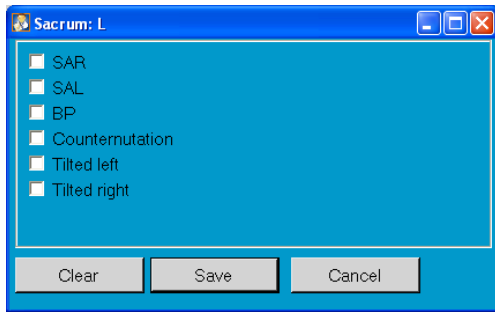 Sacrum: L
SAR
SAL
BP
Counternutation
Tilted left
Tilted right
Clear Save Cancel